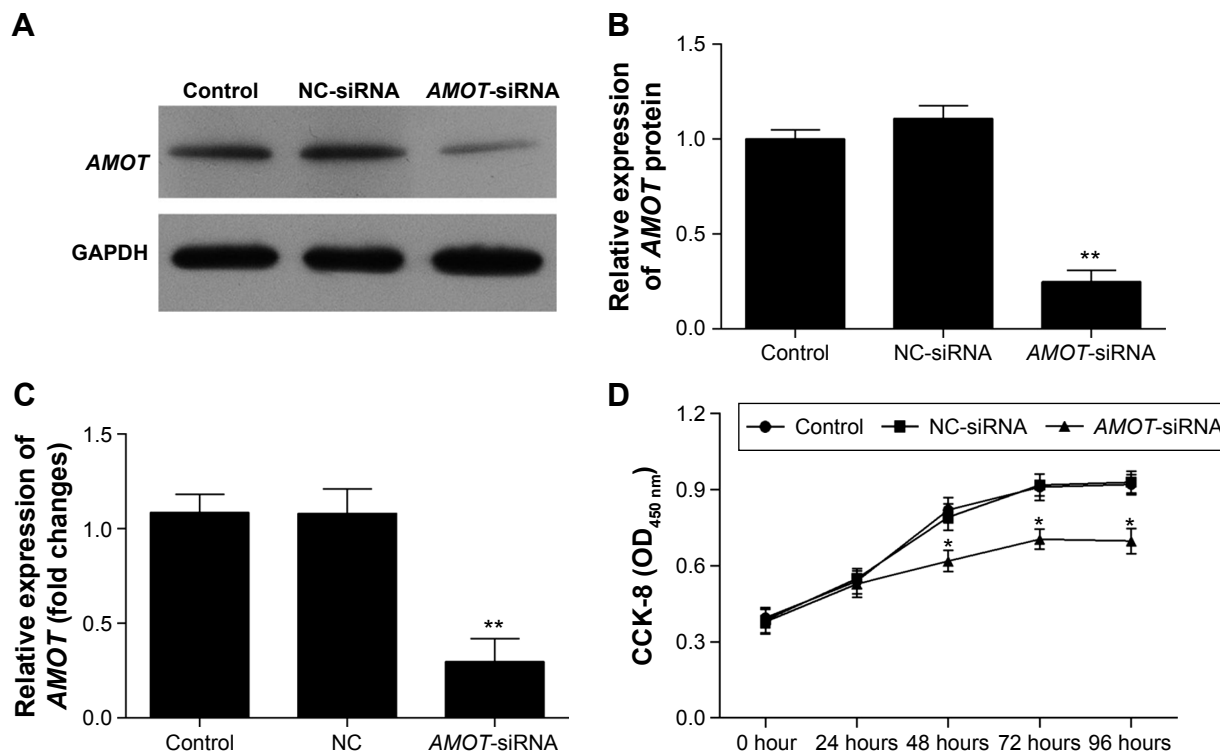 A
Control NC-siRNA AMOT-siRNA
AMOT
GAPDH
B
Relative expression
of AMOT protein
1.5
1.0
0.5
0.0
**
Control NC-siRNA AMOT-siRNA
C
Relative expression of
AMOT (fold changes)
1.5
1.0
0.5
0.0
**
Control NC AMOT-siRNA
D
CCK-8 (OD450 nm)
1.2
0.9
0.6
0.3
0.0
Control NC-siRNA AMOT-siRNA
*
*
*
0 hour 24 hours 48 hours 72 hours 96 hours